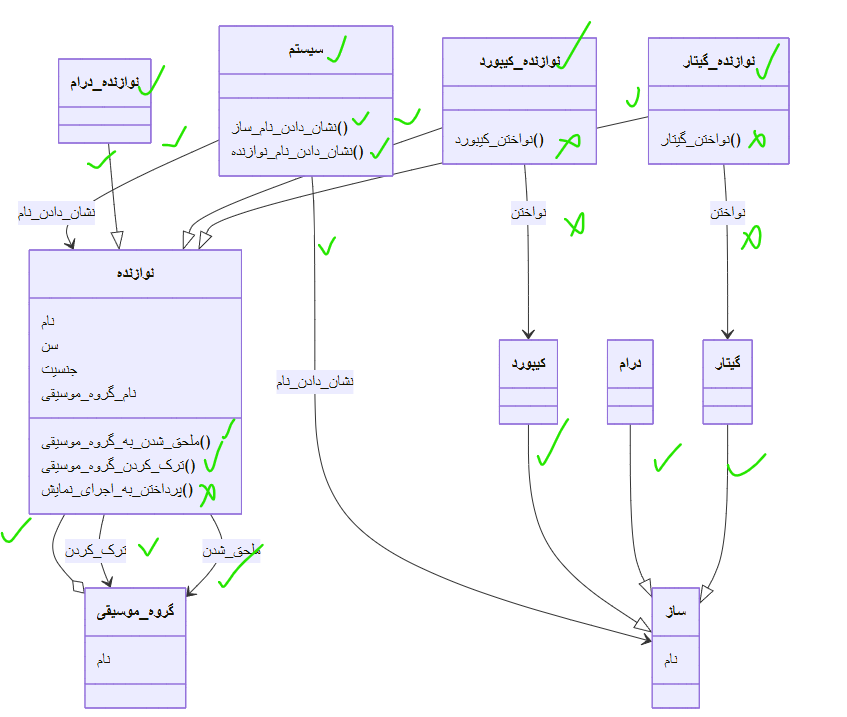 نوازنده_درام
سیستم
نشان_دادن_نام_ساز()
نشان_دادن_نام_نوازنده()
نوازنده_کیبورد
نواختن_کیبورد()
نوازنده_گیتار
نواختن_گیتار()
نشان_دادن_نام
نواختن
نواختن
نوازنده
نام
سن
جنسیت
نام_گروه_موسیقی
ملحق_شدن_به_گروه_موسیقی()
ترک_کردن_گروه_موسیقی()
پرداختن_به_اجرای_نمایش()
نشان_دادن_نام
کیبورد
درام
گیتار
ترک_کردن
ملحق_شدن
گروه_موسیقی
نام
ساز
نام